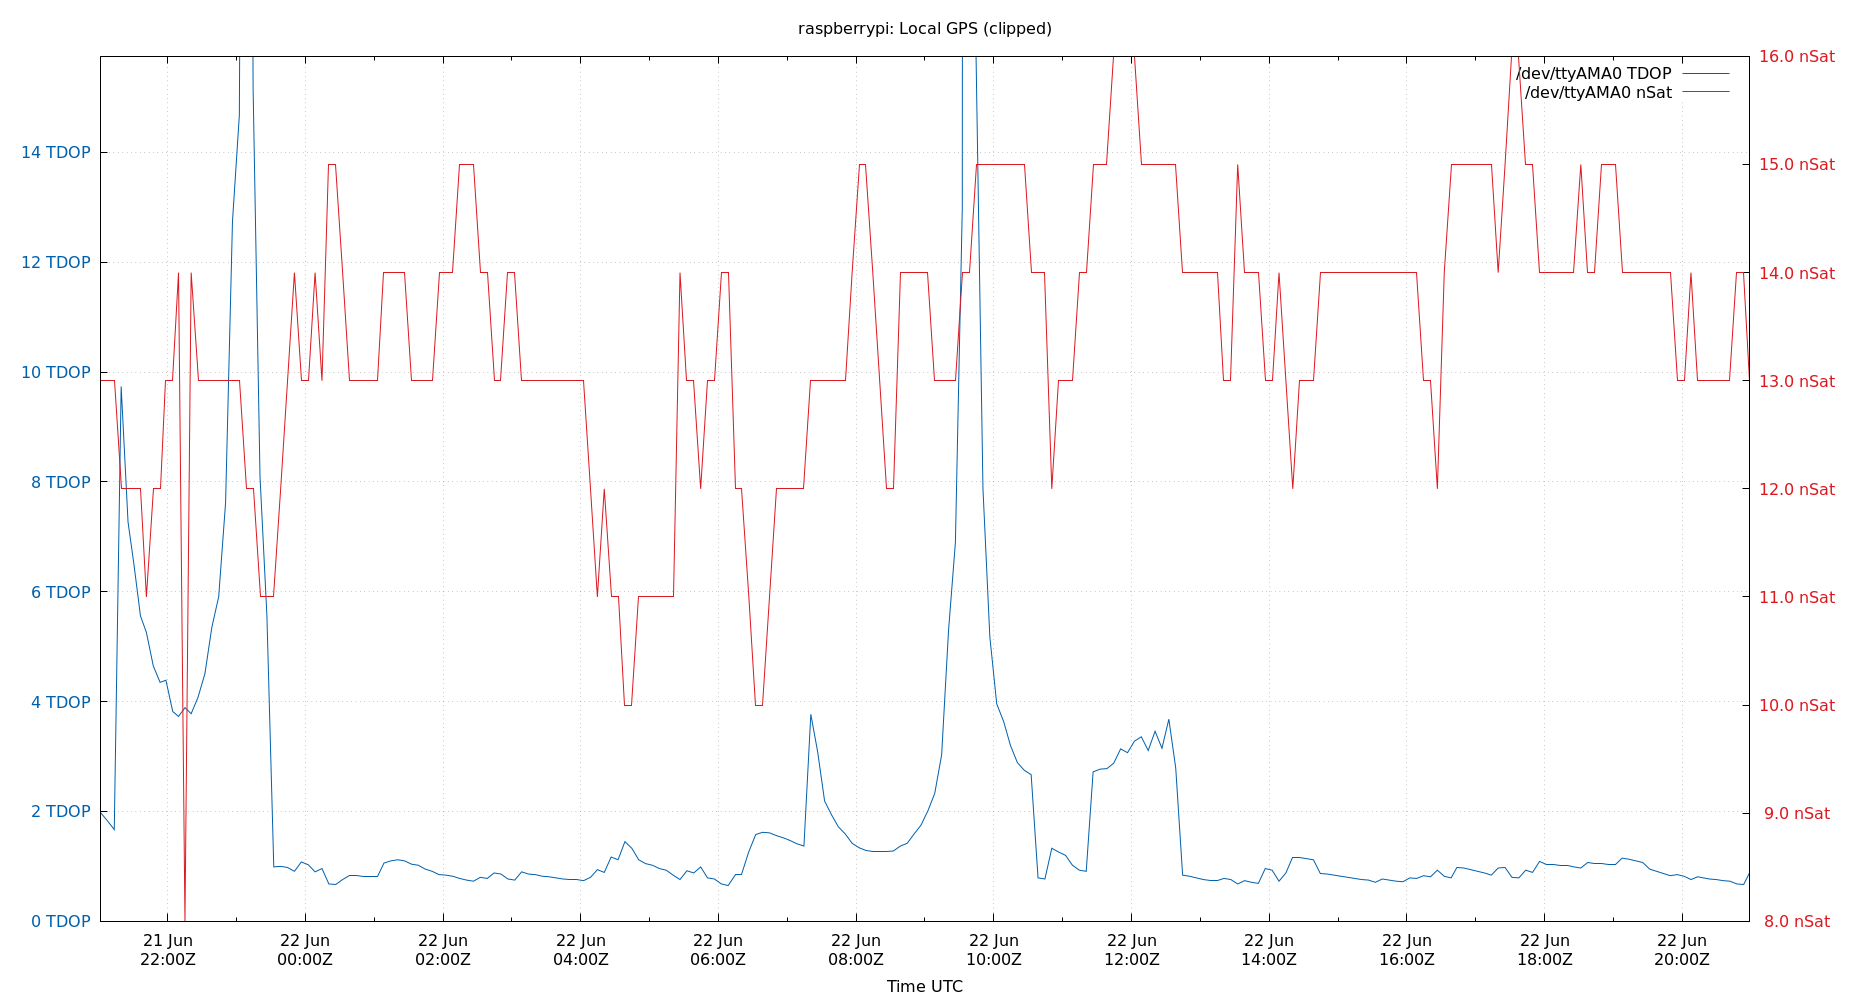 raspberrypi: Local GPS (clipped)
16.0 nSat
/dev/ttyAMA0 TDOP
/dev/ttyAMA0 nSat
14 TDOP
15.0 nSat
12 TDOP
14.0 nSat
10 TDOP
13.0 nSat
8 TDOP
12.0 nSat
6 TDOP
11.0 nSat
4 TDOP
10.0 nSat
2 TDOP
9.0 nSat
0 TDOP
8.0 nSat
21 Jun 22 Jun 22 Jun 22 Jun 22 Jun 22 Jun 22 Jun 22 Jun 22 Jun 22 Jun 22 Jun 22 Jun
22:00Z 00:00Z 02:00Z 04:00Z 06:00Z 08:00Z 10:00Z 12:00Z 14:00Z 16:00Z 18:00Z 20:00Z
Time UTC